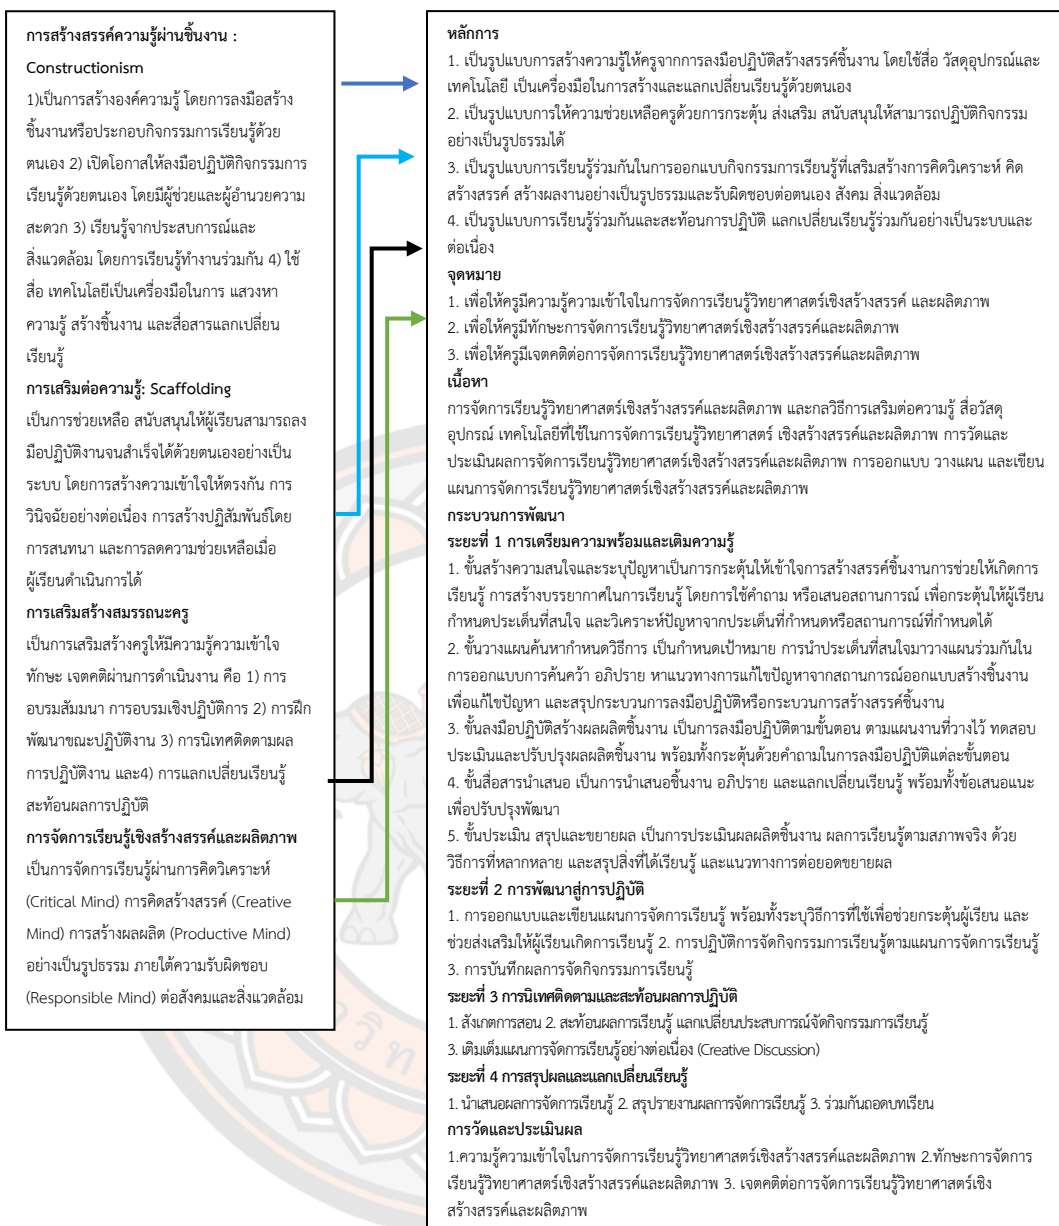 การสร้างสรรค์ความรู้ผ่านชิ้นงาน :
Constructionism
1)เป็นการสร้างองค์ความรู้ โดยการลงมือสร้าง
ชิ้นงานหรือประกอบกิจกรรมการเรียนรู้ด้วย
ตนเอง 2) เปิดโอกาสให้ลงมือปฏิบัติกิจกรรมการ
เรียนรู้ด้วยตนเอง โดยมีผู้ช่วยและผู้อำนวยความ
สะดวก 3) เรียนรู้จากประสบการณ์และ
สิ่งแวดล้อม โดยการเรียนรู้ทำงานร่วมกัน 4) ใช้
สื่อ เทคโนโลยีเป็นเครื่องมือในการ แสวงหา
ความรู้ สร้างชิ้นงาน และสื่อสารแลกเปลี่ยน
เรียนรู้
การเสริมต่อความรู้: Scaffolding
เป็นการช่วยเหลือ สนับสนุนให้ผู้เรียนสามารถลง
มือปฏิบัติงานจนสำเร็จได้ด้วยตนเองอย่างเป็น
ระบบ โดยการสร้างความเข้าใจให้ตรงกัน การ
วินิจฉัยอย่างต่อเนื่อง การสร้างปฏิสัมพันธ์โดย
การสนทนา และการลดความช่วยเหลือเมื่อ
ผู้เรียนดำเนินการได้
การเสริมสร้างสมรรถนะครู
เป็นการเสริมสร้างครูให้มีความรู้ความเข้าใจ
ทักษะ เจตคติผ่านการดำเนินงาน คือ 1) การ
อบรมสัมมนา การอบรมเชิงปฏิบัติการ 2) การฝึก
พัฒนาขณะปฏิบัติงาน 3) การนิเทศติดตามผล
การปฏิบัติงาน และ4) การแลกเปลี่ยนเรียนรู้
สะท้อนผลการปฏิบัติ
การจัดการเรียนรู้เชิงสร้างสรรค์และผลิตภาพ
เป็นการจัดการเรียนรู้ผ่านการคิดวิเคราะห์
(Critical Mind) การคิดสร้างสรรค์ (Creative
Mind) การสร้างผลผลิต (Productive Mind)
อย่างเป็นรูปธรรม ภายใต้ความรับผิดชอบ
(Responsible Mind) ต่อสังคมและสิ่งแวดล้อม
หลักการ
1. เป็นรูปแบบการสร้างความรู้ให้ครูจากการลงมือปฏิบัติสร้างสรรค์ชิ้นงาน โดยใช้สื่อ วัสดุอุปกรณ์และ
เทคโนโลยี เป็นเครื่องมือในการสร้างและแลกเปลี่ยนเรียนรู้ด้วยตนเอง
2. เป็นรูปแบบการให้ความช่วยเหลือครูด้วยการกระตุ้น ส่งเสริม สนับสนุนให้สามารถปฏิบัติกิจกรรม
อย่างเป็นรูปธรรมได้
3. เป็นรูปแบบการเรียนรู้ร่วมกันในการออกแบบกิจกรรมการเรียนรู้ที่เสริมสร้างการคิดวิเคราะห์ คิด
สร้างสรรค์ สร้างผลงานอย่างเป็นรูปธรรมและรับผิดชอบต่อตนเอง สังคม สิ่งแวดล้อม
4. เป็นรูปแบบการเรียนรู้ร่วมกันและสะท้อนการปฏิบัติ แลกเปลี่ยนเรียนรู้ร่วมกันอย่างเป็นระบบและ
ต่อเนื่อง
จุดหมาย
1. เพื่อให้ครูมีความรู้ความเข้าใจในการจัดการเรียนรู้วิทยาศาสตร์เชิงสร้างสรรค์ และผลิตภาพ
2. เพื่อให้ครูมีทักษะการจัดการเรียนรู้วิทยาศาสตร์เชิงสร้างสรรค์และผลิตภาพ
3. เพื่อให้ครูมีเจตคติต่อการจัดการเรียนรู้วิทยาศาสตร์เชิงสร้างสรรค์และผลิตภาพ
เนื้อหา
การจัดการเรียนรู้วิทยาศาสตร์เชิงสร้างสรรค์และผลิตภาพ และกลวิธีการเสริมต่อความรู้ สื่อวัสดุ
อุปกรณ์ เทคโนโลยีที่ใช้ในการจัดการเรียนรู้วิทยาศาสตร์ เชิงสร้างสรรค์และผลิตภาพ การวัดและ
ประเมินผลการจัดการเรียนรู้วิทยาศาสตร์เชิงสร้างสรรค์และผลิตภาพ การออกแบบ วางแผน และเขียน
แผนการจัดการเรียนรู้วิทยาศาสตร์เชิงสร้างสรรค์และผลิตภาพ
กระบวนการพัฒนา
ระยะที่ 1 การเตรียมความพร้อมและเติมความรู้
1. ขั้นสร้างความสนใจและระบุปัญหาเป็นการกระตุ้นให้เข้าใจการสร้างสรรค์ชิ้นงานการช่วยให้เกิดการ
เรียนรู้ การสร้างบรรยากาศในการเรียนรู้ โดยการใช้คำถาม หรือเสนอสถานการณ์ เพื่อกระตุ้นให้ผู้เรียน
กำหนดประเด็นที่สนใจ และวิเคราะห์ปัญหาจากประเด็นที่กำหนดหรือสถานการณ์ที่กำหนดได้
2. ขั้นวางแผนค้นหากำหนดวิธีการ เป็นกำหนดเป้าหมาย การนำประเด็นที่สนใจมาวางแผนร่วมกันใน
การออกแบบการค้นคว้า อภิปราย หาแนวทางการแก้ไขปัญหาจากสถานการณ์ออกแบบสร้างชิ้นงาน
เพื่อแก้ไขปัญหา และสรุปกระบวนการลงมือปฏิบัติหรือกระบวนการสร้างสรรค์ชิ้นงาน
3. ขั้นลงมือปฏิบัติสร้างผลผลิตชิ้นงาน เป็นการลงมือปฏิบัติตามขั้นตอน ตามแผนงานที่วางไว้ ทดสอบ
ประเมินและปรับปรุงผลผลิตชิ้นงาน พร้อมทั้งกระตุ้นด้วยคำถามในการลงมือปฏิบัติแต่ละขั้นตอน
4. ขั้นสื่อสารนำเสนอ เป็นการนำเสนอชิ้นงาน อภิปราย และแลกเปลี่ยนเรียนรู้ พร้อมทั้งข้อเสนอแนะ
เพื่อปรับปรุงพัฒนา
5. ขั้นประเมิน สรุปและขยายผล เป็นการประเมินผลผลิตชิ้นงาน ผลการเรียนรู้ตามสภาพจริง ด้วย
วิธีการที่หลากหลาย และสรุปสิ่งที่ได้เรียนรู้ และแนวทางการต่อยอดขยายผล
ระยะที่ 2 การพัฒนาสู่การปฏิบัติ
1. การออกแบบและเขียนแผนการจัดการเรียนรู้ พร้อมทั้งระบุวิธีการที่ใช้เพื่อช่วยกระตุ้นผู้เรียน และ
ช่วยส่งเสริมให้ผู้เรียนเกิดการเรียนรู้ 2. การปฏิบัติการจัดกิจกรรมการเรียนรู้ตามแผนการจัดการเรียนรู้
3. การบันทึกผลการจัดกิจกรรมการเรียนรู้
ระยะที่ 3 การนิเทศติดตามและสะท้อนผลการปฏิบัติ
1. สังเกตการสอน 2. สะท้อนผลการเรียนรู้ แลกเปลี่ยนประสบการณ์จัดกิจกรรมการเรียนรู้
3. เติมเต็มแผนการจัดการเรียนรู้อย่างต่อเนื่อง (Creative Discussion)
ระยะที่ 4 การสรุปผลและแลกเปลี่ยนเรียนรู้
1. นำเสนอผลการจัดการเรียนรู้ 2. สรุปรายงานผลการจัดการเรียนรู้ 3. ร่วมกันถอดบทเรียน
การวัดและประเมินผล
1.ความรู้ความเข้าใจในการจัดการเรียนรู้วิทยาศาสตร์เชิงสร้างสรรค์และผลิตภาพ 2.ทักษะการจัดการ
เรียนรู้วิทยาศาสตร์เชิงสร้างสรรค์และผลิตภาพ 3. เจตคติต่อการจัดการเรียนรู้วิทยาศาสตร์เชิง
สร้างสรรค์และผลิตภาพ